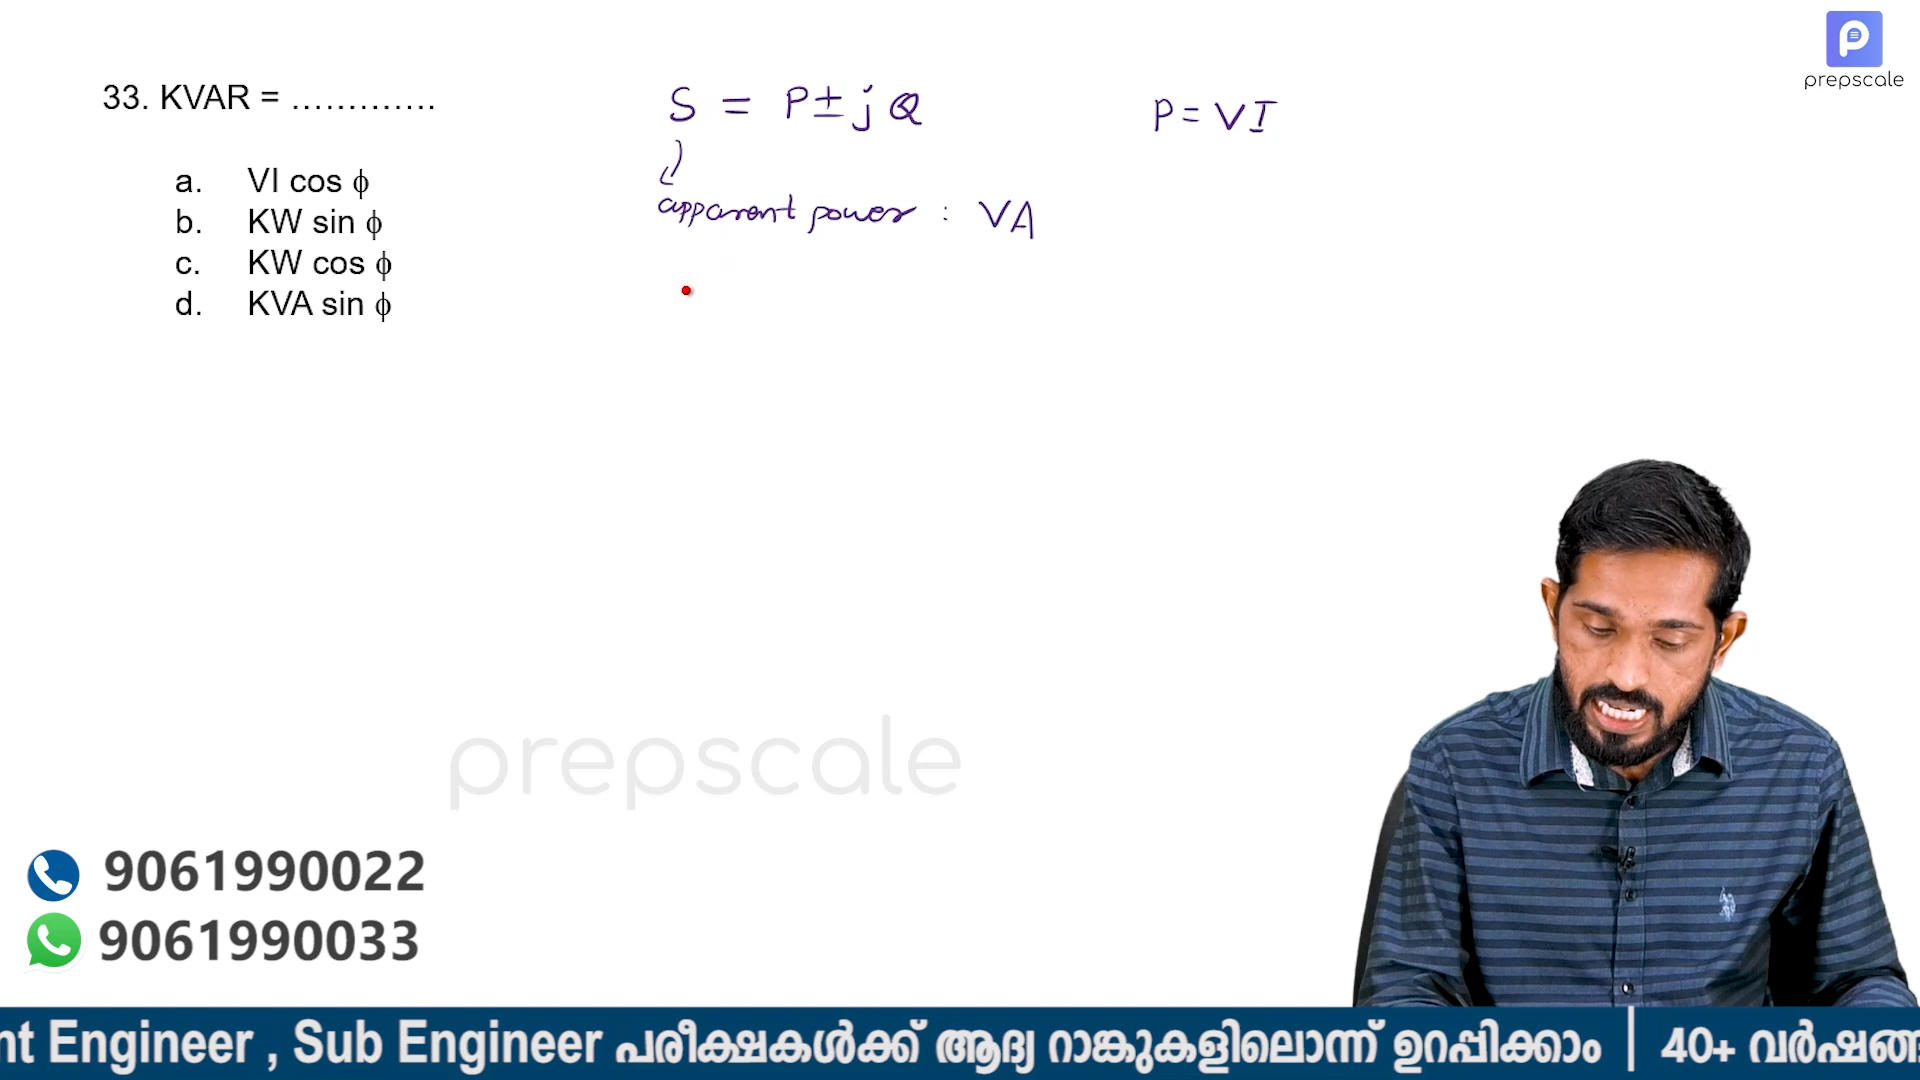 prepscale
33. KVAR = .............
a. VI cos ϕ
b. KW sin ϕ
c. KW cos ϕ
d. KVA sin ϕ
S = P ± j Q
apparent power : VA
P = VI
prepscale
9061990022
9061990033
nt Engineer , Sub Engineer പരീക്ഷകൾക്ക് ആദ്യ റാങ്കുകളിലൊന്ന് ഉറപ്പിക്കാം | 40+